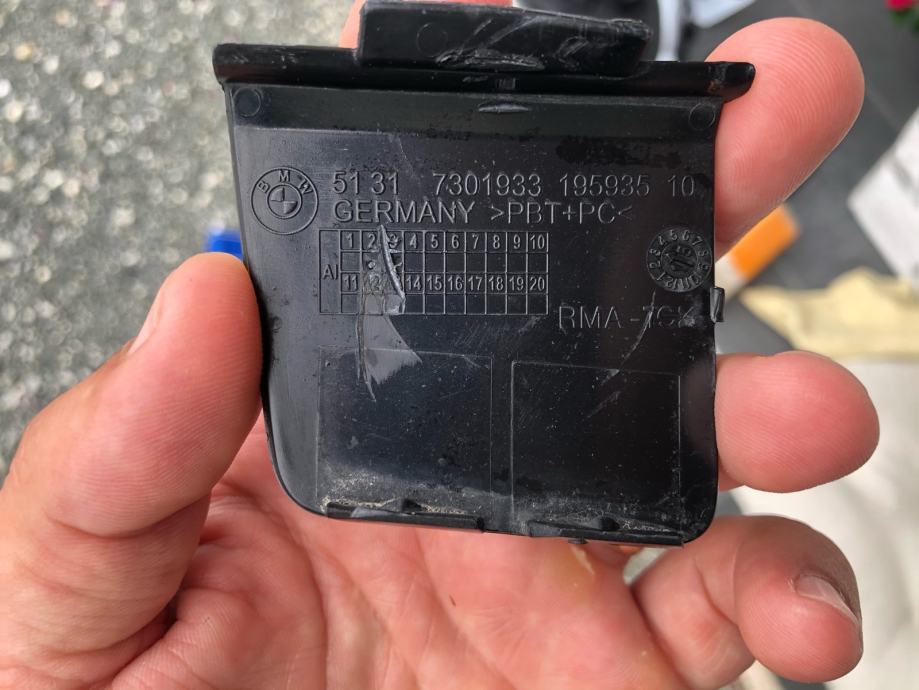 BMW
51 31 7301933 195935 10
GERMANY >PBT+PC<
1 2 3 4 5 6 7 8 9 10
AI
11 12 14 15 16 17 18 19 20